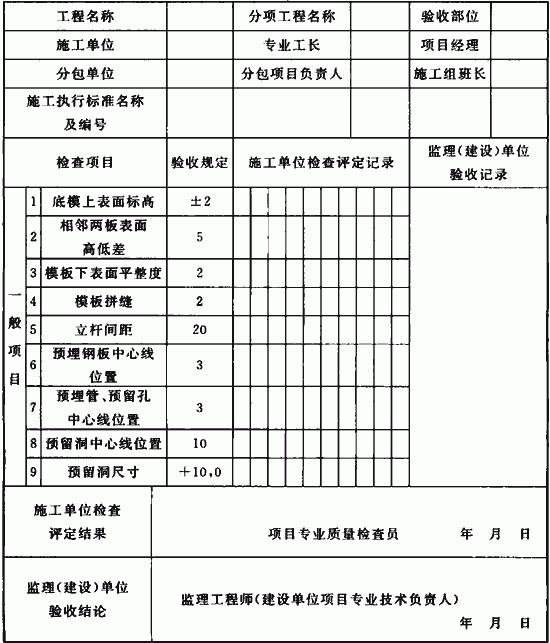 工程名称 分项工程名称 验收部位
施工单位 专业工长 项目经理
分包单位 分包项目负责人 施工组班长
施工执行标准名称
及编号
检查项目 验收规定 施工单位检查评定记录 监理(建设)单位
验收记录
一般项目
1 底模上表面标高 ±2
2 相邻两板表面
高低差 5
3 模板下表面平整度 2
4 模板拼缝 2
5 立杆间距 20
6 预埋钢板中心线
位置 3
7 预埋管、预留孔
中心线位置 3
8 预留洞中心线位置 10
9 预留洞尺寸 +10,0
施工单位检查
评定结果 项目专业质量检查员 年 月 日
监理(建设)单位
验收结论 监理工程师(建设单位项目专业技术负责人)
年 月 日